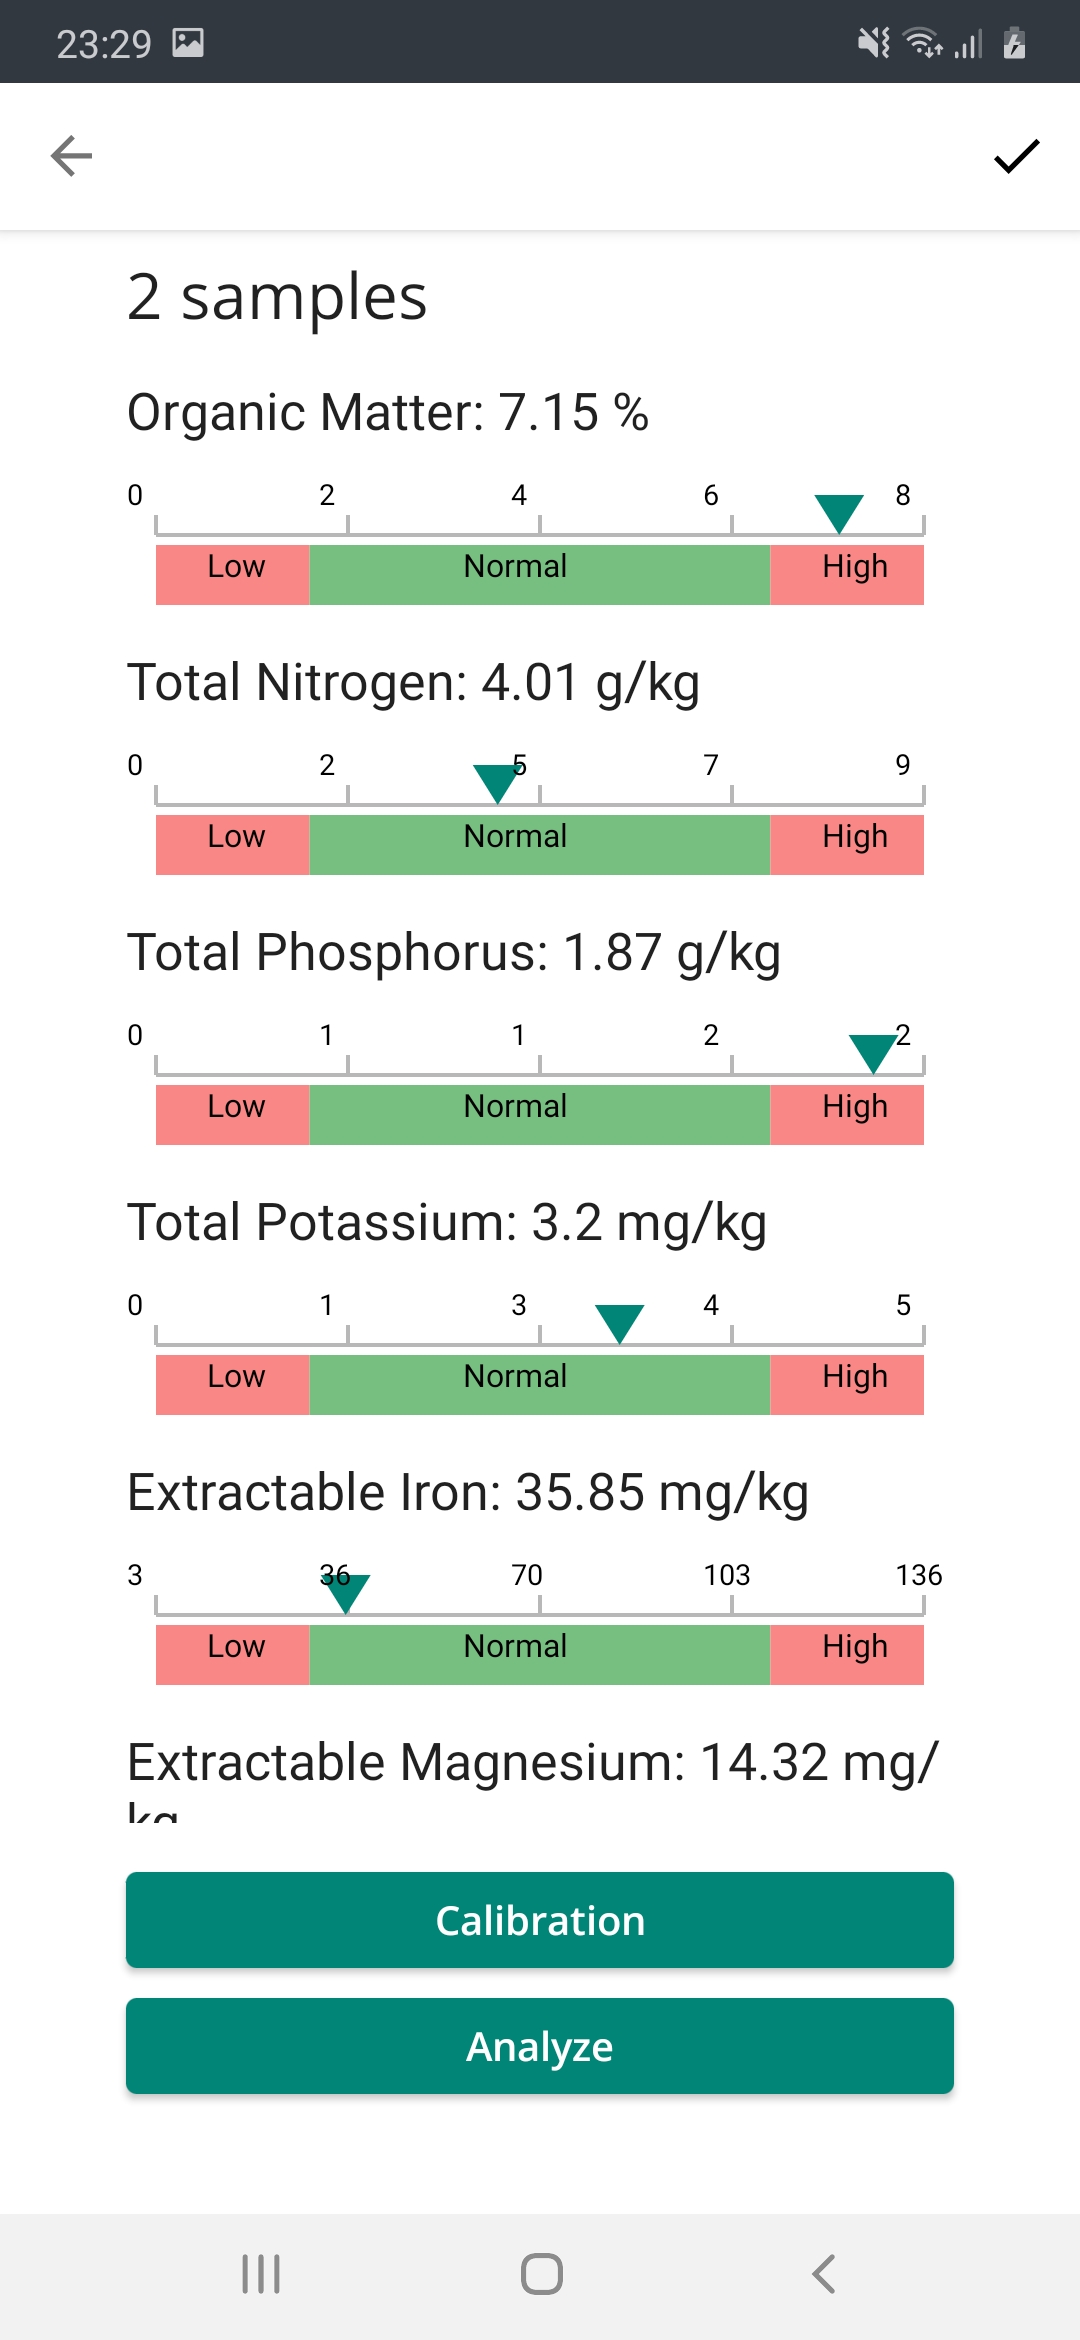 23:29
2 samples
Organic Matter: 7.15 %
0 2 4 6 8
Low Normal High
Total Nitrogen: 4.01 g/kg
0 2 5 7 9
Low Normal High
Total Phosphorus: 1.87 g/kg
0 1 1 2 2
Low Normal High
Total Potassium: 3.2 mg/kg
0 1 3 4 5
Low Normal High
Extractable Iron: 35.85 mg/kg
3 36 70 103 136
Low Normal High
Extractable Magnesium: 14.32 mg/
kg
Calibration
Analyze